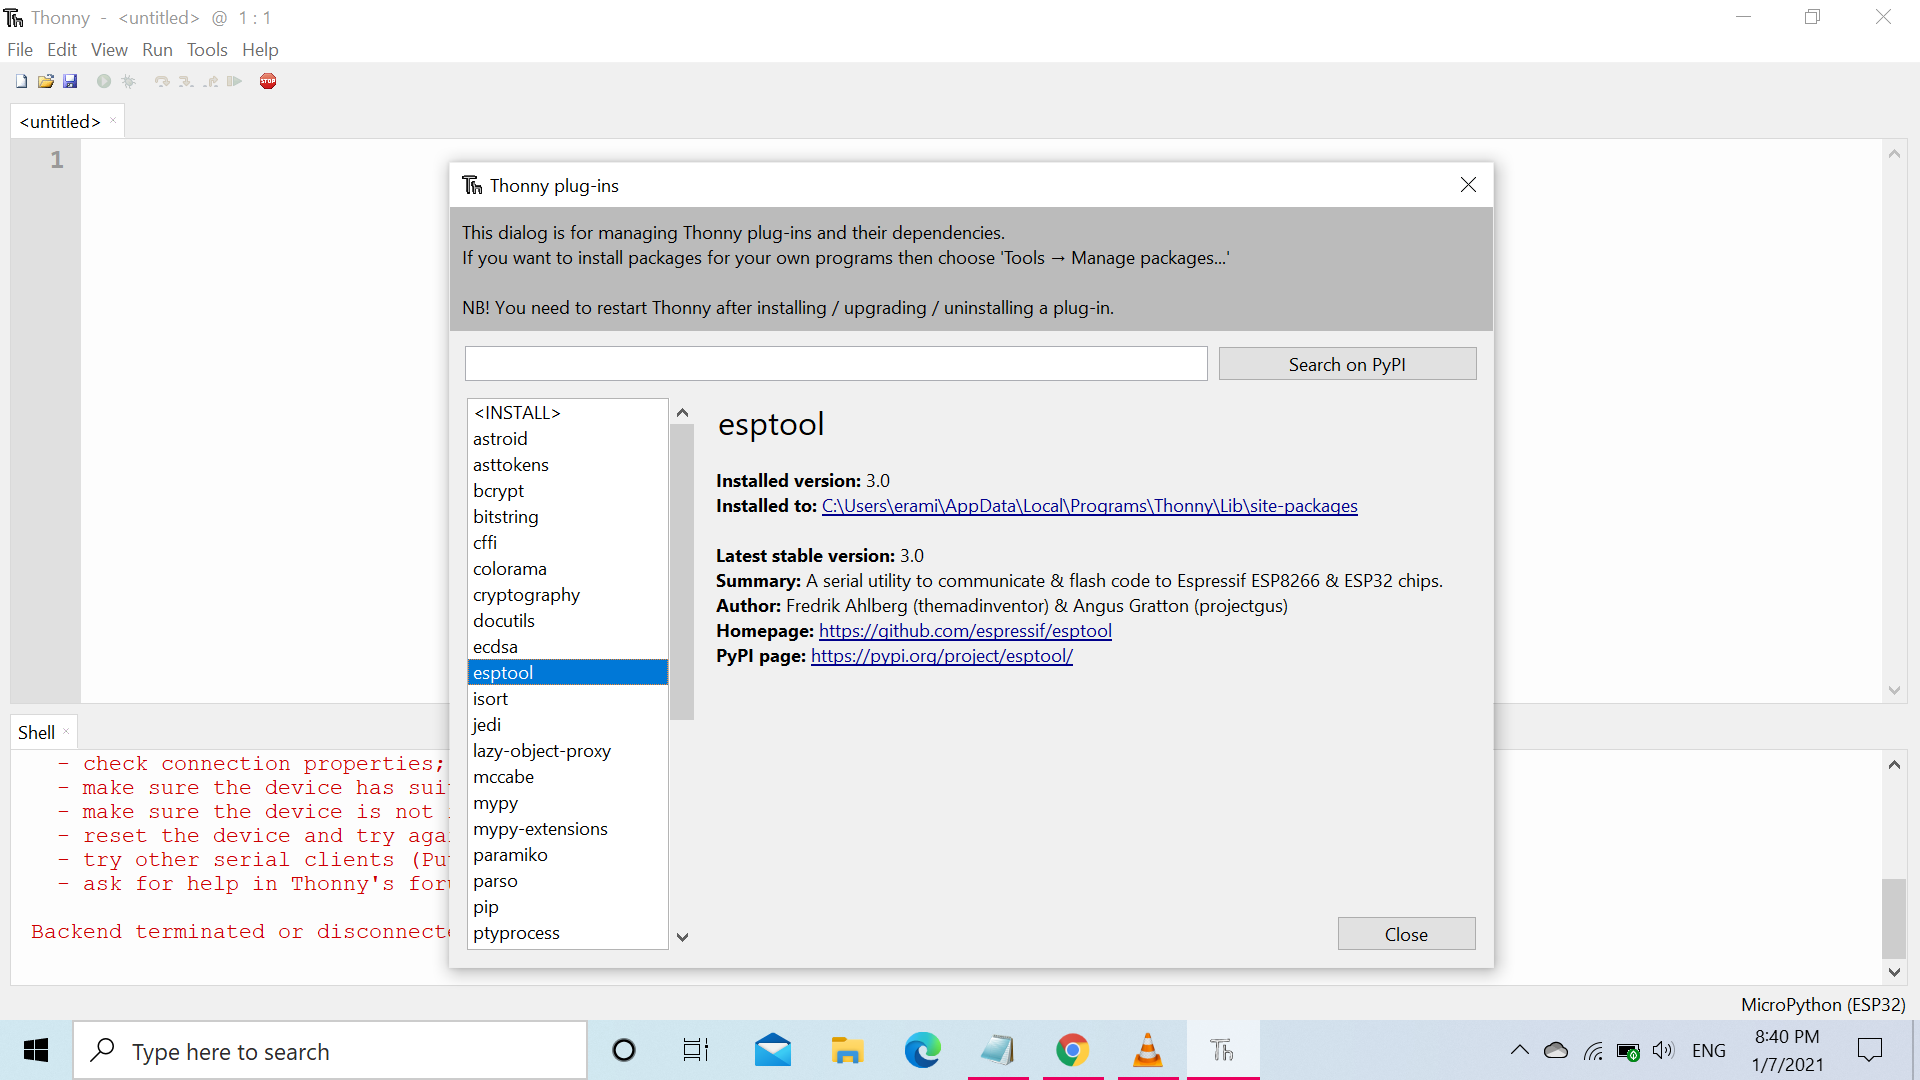 Thonny - <untitled> @ 1 : 1
File Edit View Run Tools Help
STOP
<untitled> ×
1
Thonny plug-ins
This dialog is for managing Thonny plug-ins and their dependencies.
If you want to install packages for your own programs then choose 'Tools → Manage packages...'
NB! You need to restart Thonny after installing / upgrading / uninstalling a plug-in.
Search on PyPI
<INSTALL>
astroid
asttokens
bcrypt
bitstring
cffi
colorama
cryptography
docutils
ecdsa
esptool
isort
jedi
lazy-object-proxy
mccabe
mypy
mypy-extensions
paramiko
parso
pip
ptyprocess
esptool
Installed version: 3.0
Installed to: C:\Users\erami\AppData\Local\Programs\Thonny\Lib\site-packages
Latest stable version: 3.0
Summary: A serial utility to communicate & flash code to Espressif ESP8266 & ESP32 chips.
Author: Fredrik Ahlberg (themadinventor) & Angus Gratton (projectgus)
Homepage: https://github.com/espressif/esptool
PyPI page: https://pypi.org/project/esptool/
Close
Shell ×
- check connection properties;
- make sure the device has
- make sure the device is not
- reset the device and try
- try other serial clients
- ask for help in Thonny's
Backend terminated or
MicroPython (ESP32)
Type here to search
ENG
8:40 PM
1/7/2021